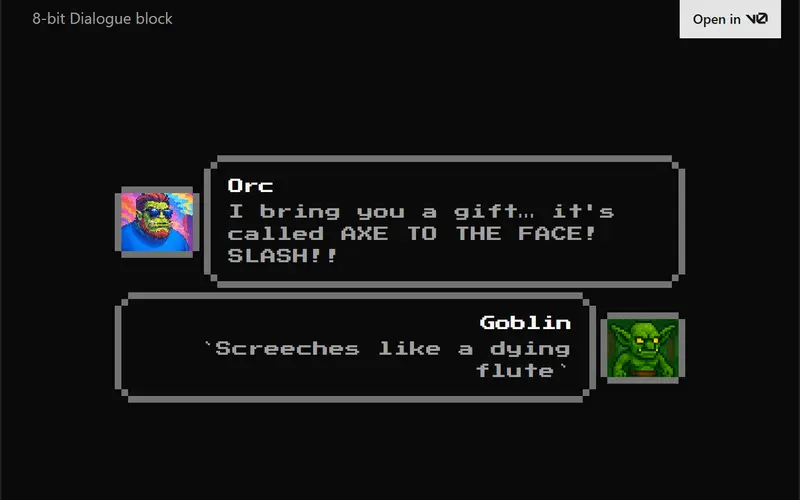 8-bit Dialogue block
Open in v0
Orc
I bring you a gift… it's
called AXE TO THE FACE!
SLASH!!
Goblin
`Screeches like a dying
flute`